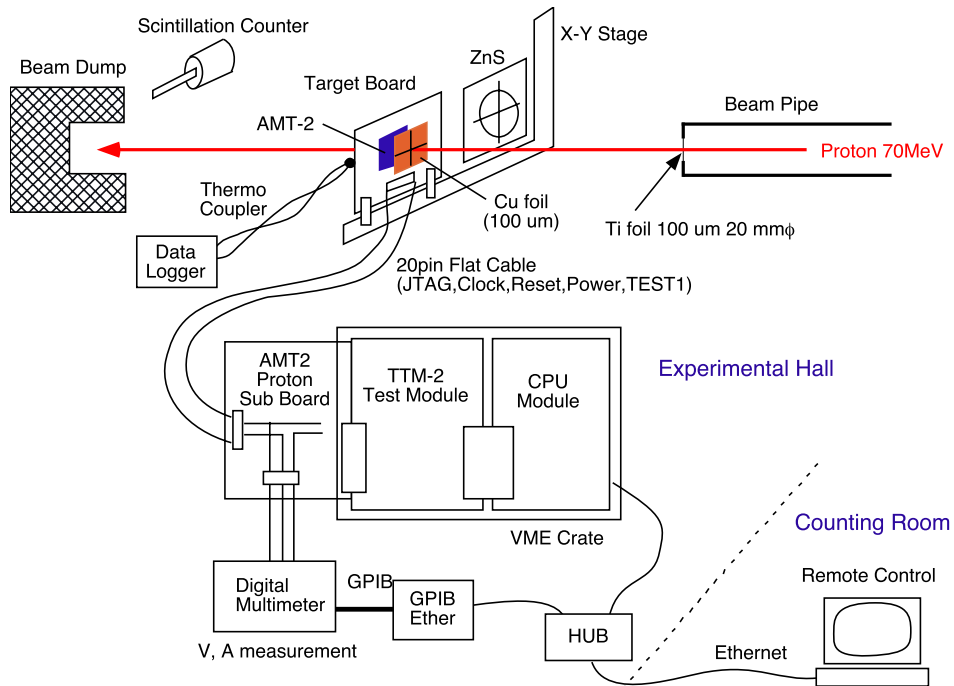 Scintillation Counter
X-Y Stage
Beam Dump
ZnS
Target Board
Beam Pipe
AMT-2
Proton 70MeV
Thermo
Coupler
Cu foil
(100 um)
Ti foil 100 um 20 mmϕ
Data
Logger
20pin Flat Cable
(JTAG,Clock,Reset,Power,TEST1)
AMT2
Proton
Sub Board
TTM-2
Test Module
CPU
Module
Experimental Hall
VME Crate
Counting Room
Remote Control
Digital
Multimeter
GPIB
GPIB
Ether
HUB
V, A measurement
Ethernet